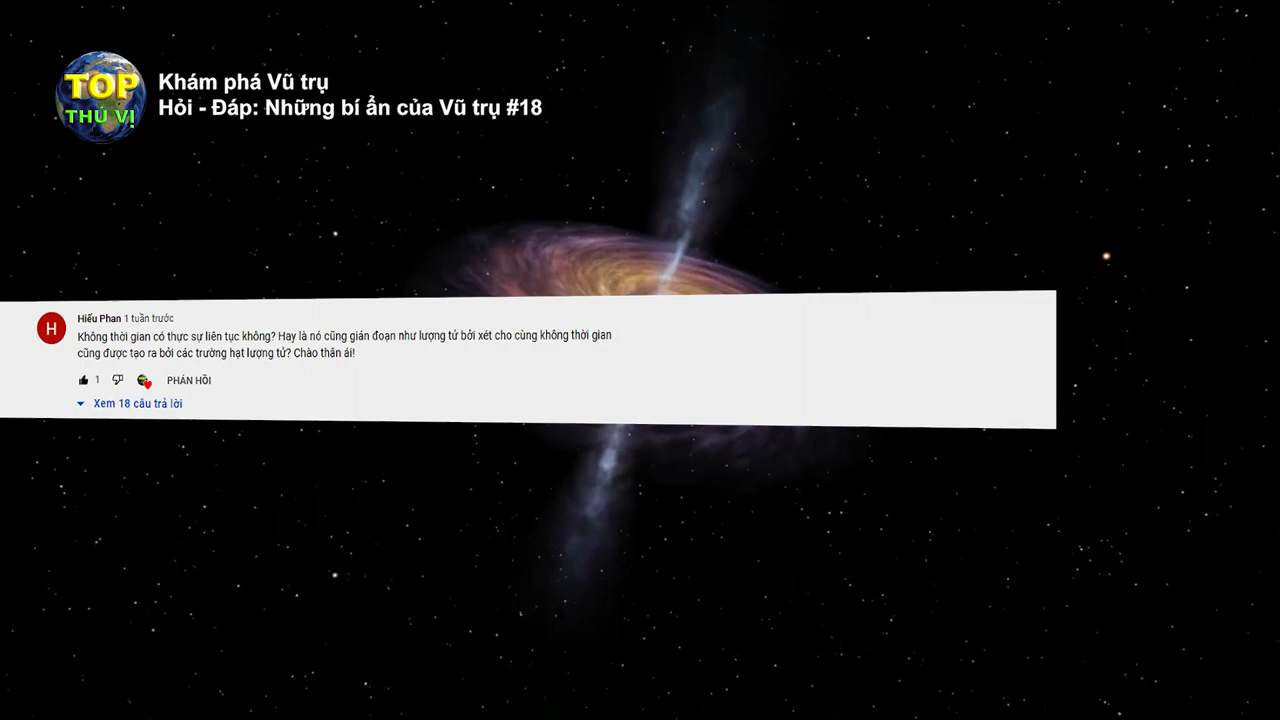 TOP
THÚ VỊ
Khám phá Vũ trụ
Hỏi - Đáp: Những bí ẩn của Vũ trụ #18
H
Hiếu Phan 1 tuần trước
Không thời gian có thực sự liên tục không? Hay là nó cũng gián đoạn như lượng tử bởi xét cho cùng không thời gian
cũng được tạo ra bởi các trường hạt lượng tử? Chào thân ái!
1 PHẢN HỒI
Xem 18 câu trả lời